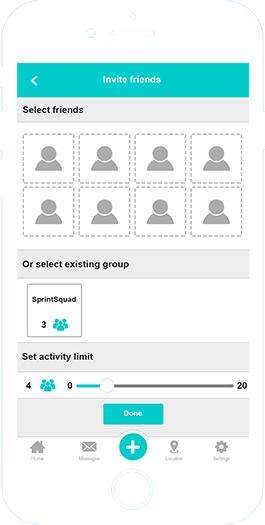 Invite friends
Select friends
Or select existing group
SprintSquad
3
Set activity limit
4 0 20
Done
Home Messages Location Settings